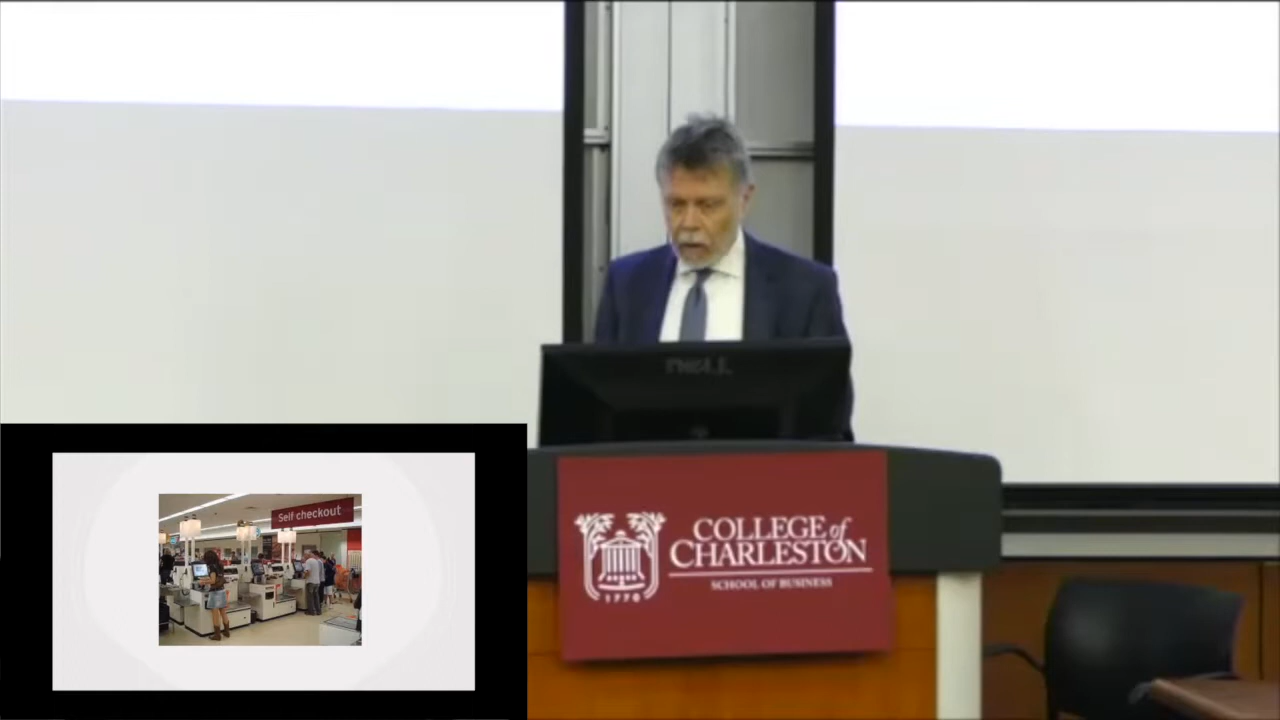 DELL
COLLEGE of
CHARLESTON
SCHOOL OF BUSINESS
1770
Self checkout